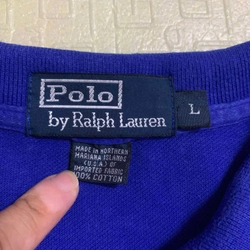 Polo
by Ralph Lauren
L
MADE IN NORTHERN
MARIANA ISLANDS
(U.S.A.) OF
IMPORTED FABRIC
100% COTTON